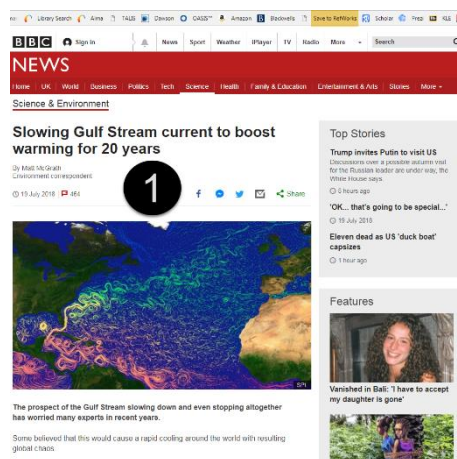 Library Search
Alma
TALIS
Dawson
OASIS
Amazon
Blackwells
Save to RefWorks
Scholar
Prezi
KLE
BBC
Sign in
News
Sport
Weather
iPlayer
TV
Radio
More
Search
NEWS
Home
UK
World
Business
Politics
Tech
Science
Health
Family & Education
Entertainment & Arts
Stories
More
Science & Environment
Slowing Gulf Stream current to boost
warming for 20 years
By Matt McGrath
Environment correspondent
19 July 2018
464
1
Share
SPL
The prospect of the Gulf Stream slowing down and even stopping altogether
has worried many experts in recent years.
Some believed that this would cause a rapid cooling around the world with resulting
global chaos.
Top Stories
Trump invites Putin to visit US
Discussions over a possible autumn visit
for the Russian leader are under way, the
White House says.
hours ago
'OK... that's going to be special...'
19 July 2018
Eleven dead as US 'duck boat'
capsizes
1 hour ago
Features
Vanished in Bali: 'I have to accept
my daughter is gone'